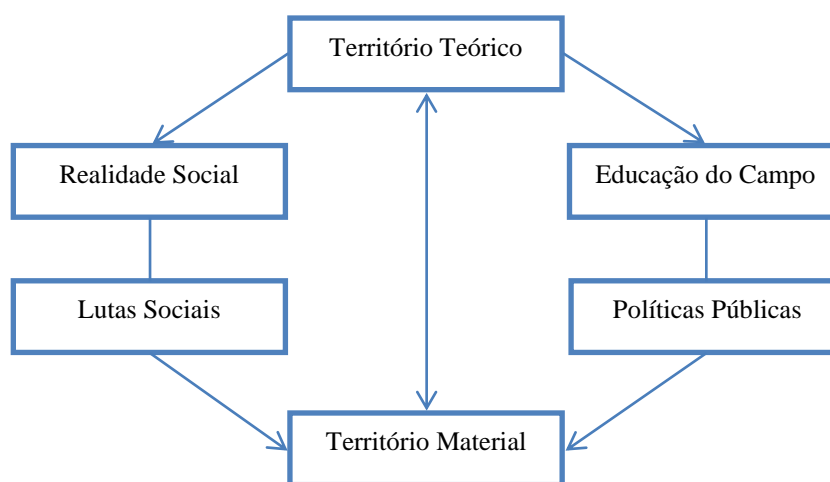 Território Teórico
Realidade Social
Educação do Campo
Lutas Sociais
Políticas Públicas
Território Material